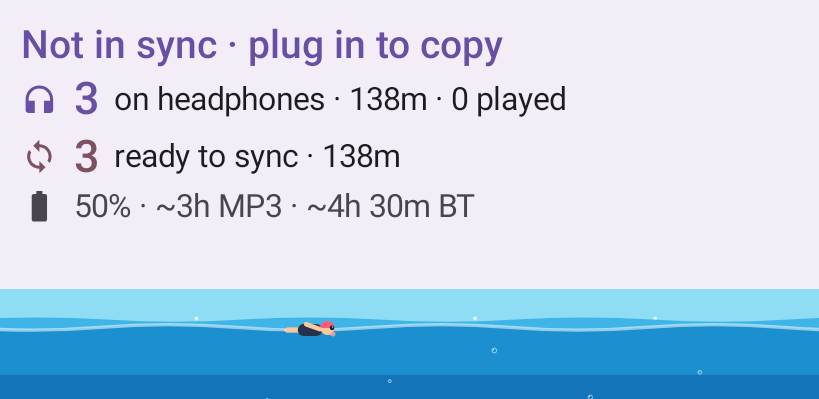 Not in sync · plug in to copy
3 on headphones · 138m · 0 played
3 ready to sync · 138m
50% · ~3h MP3 · ~4h 30m BT